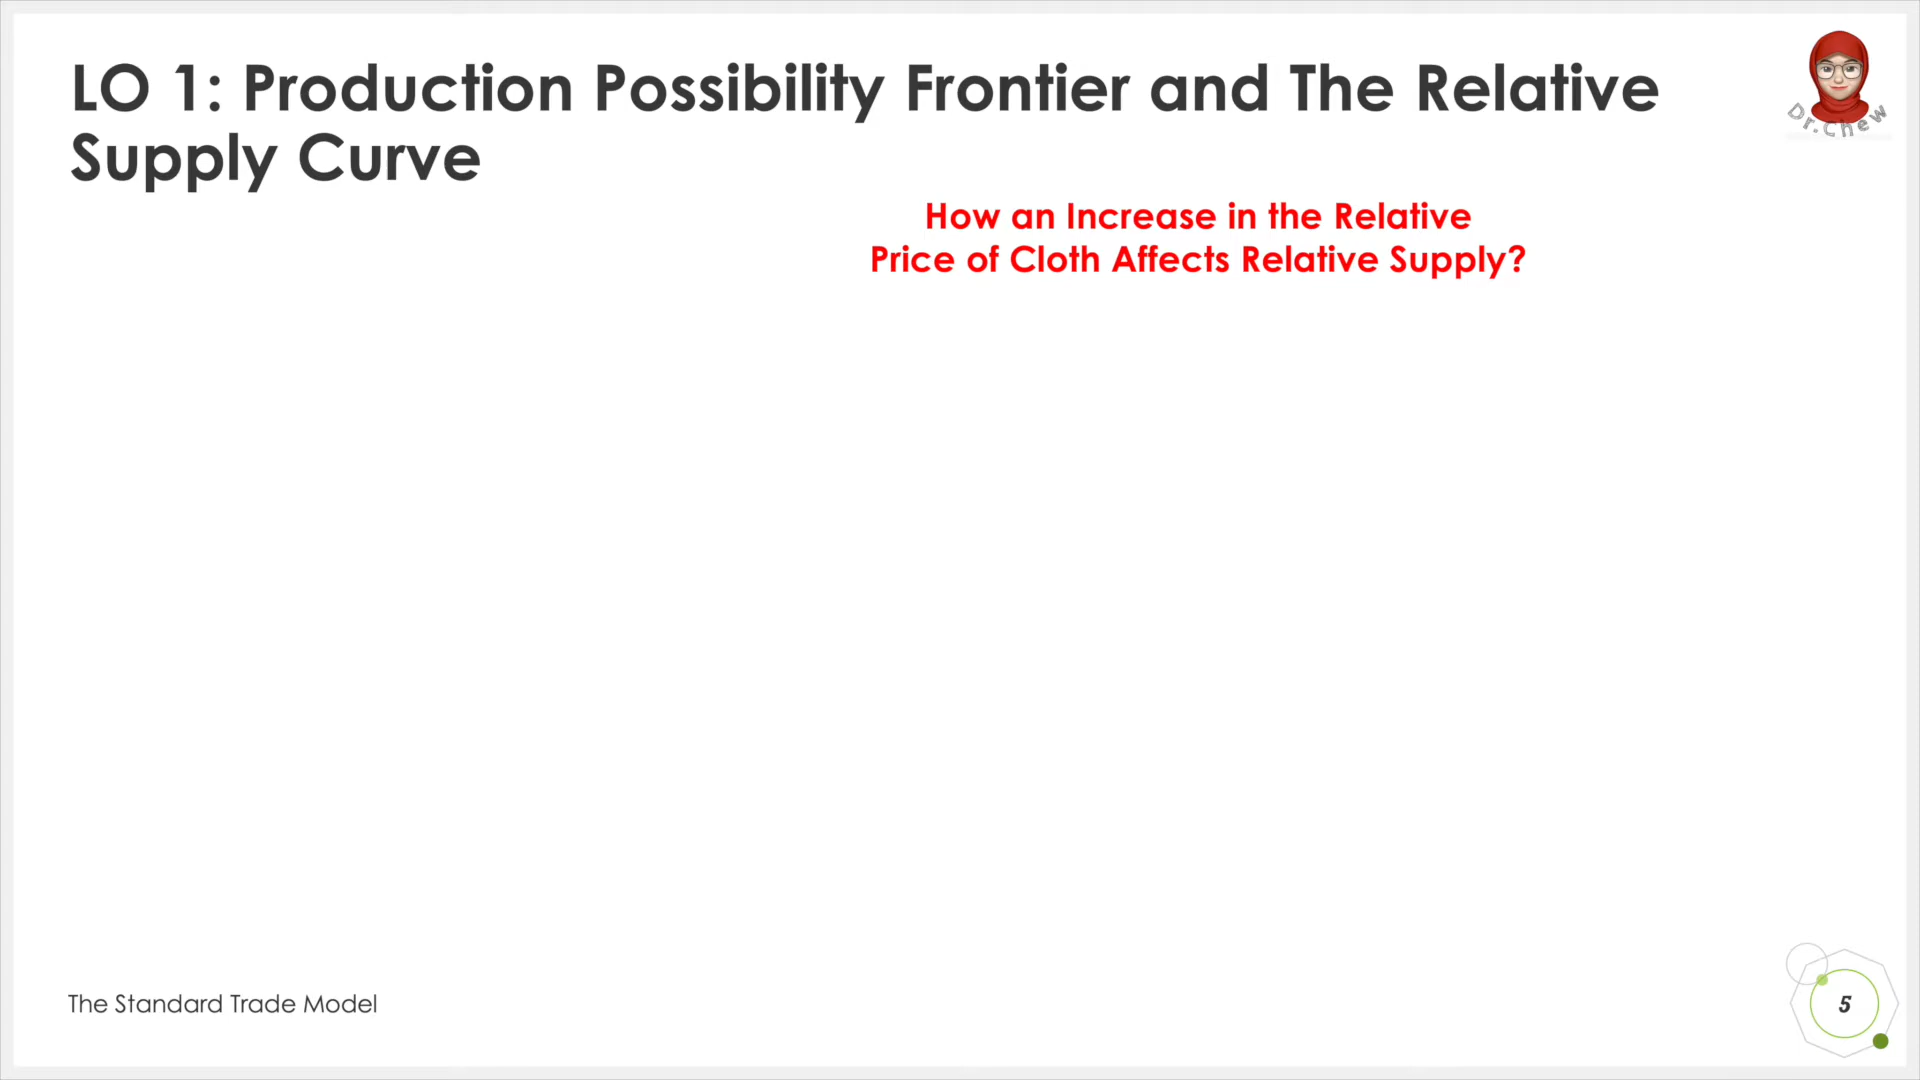 LO 1: Production Possibility Frontier and The Relative
Supply Curve
Dr.Chew
How an Increase in the Relative
Price of Cloth Affects Relative Supply?
The Standard Trade Model
5